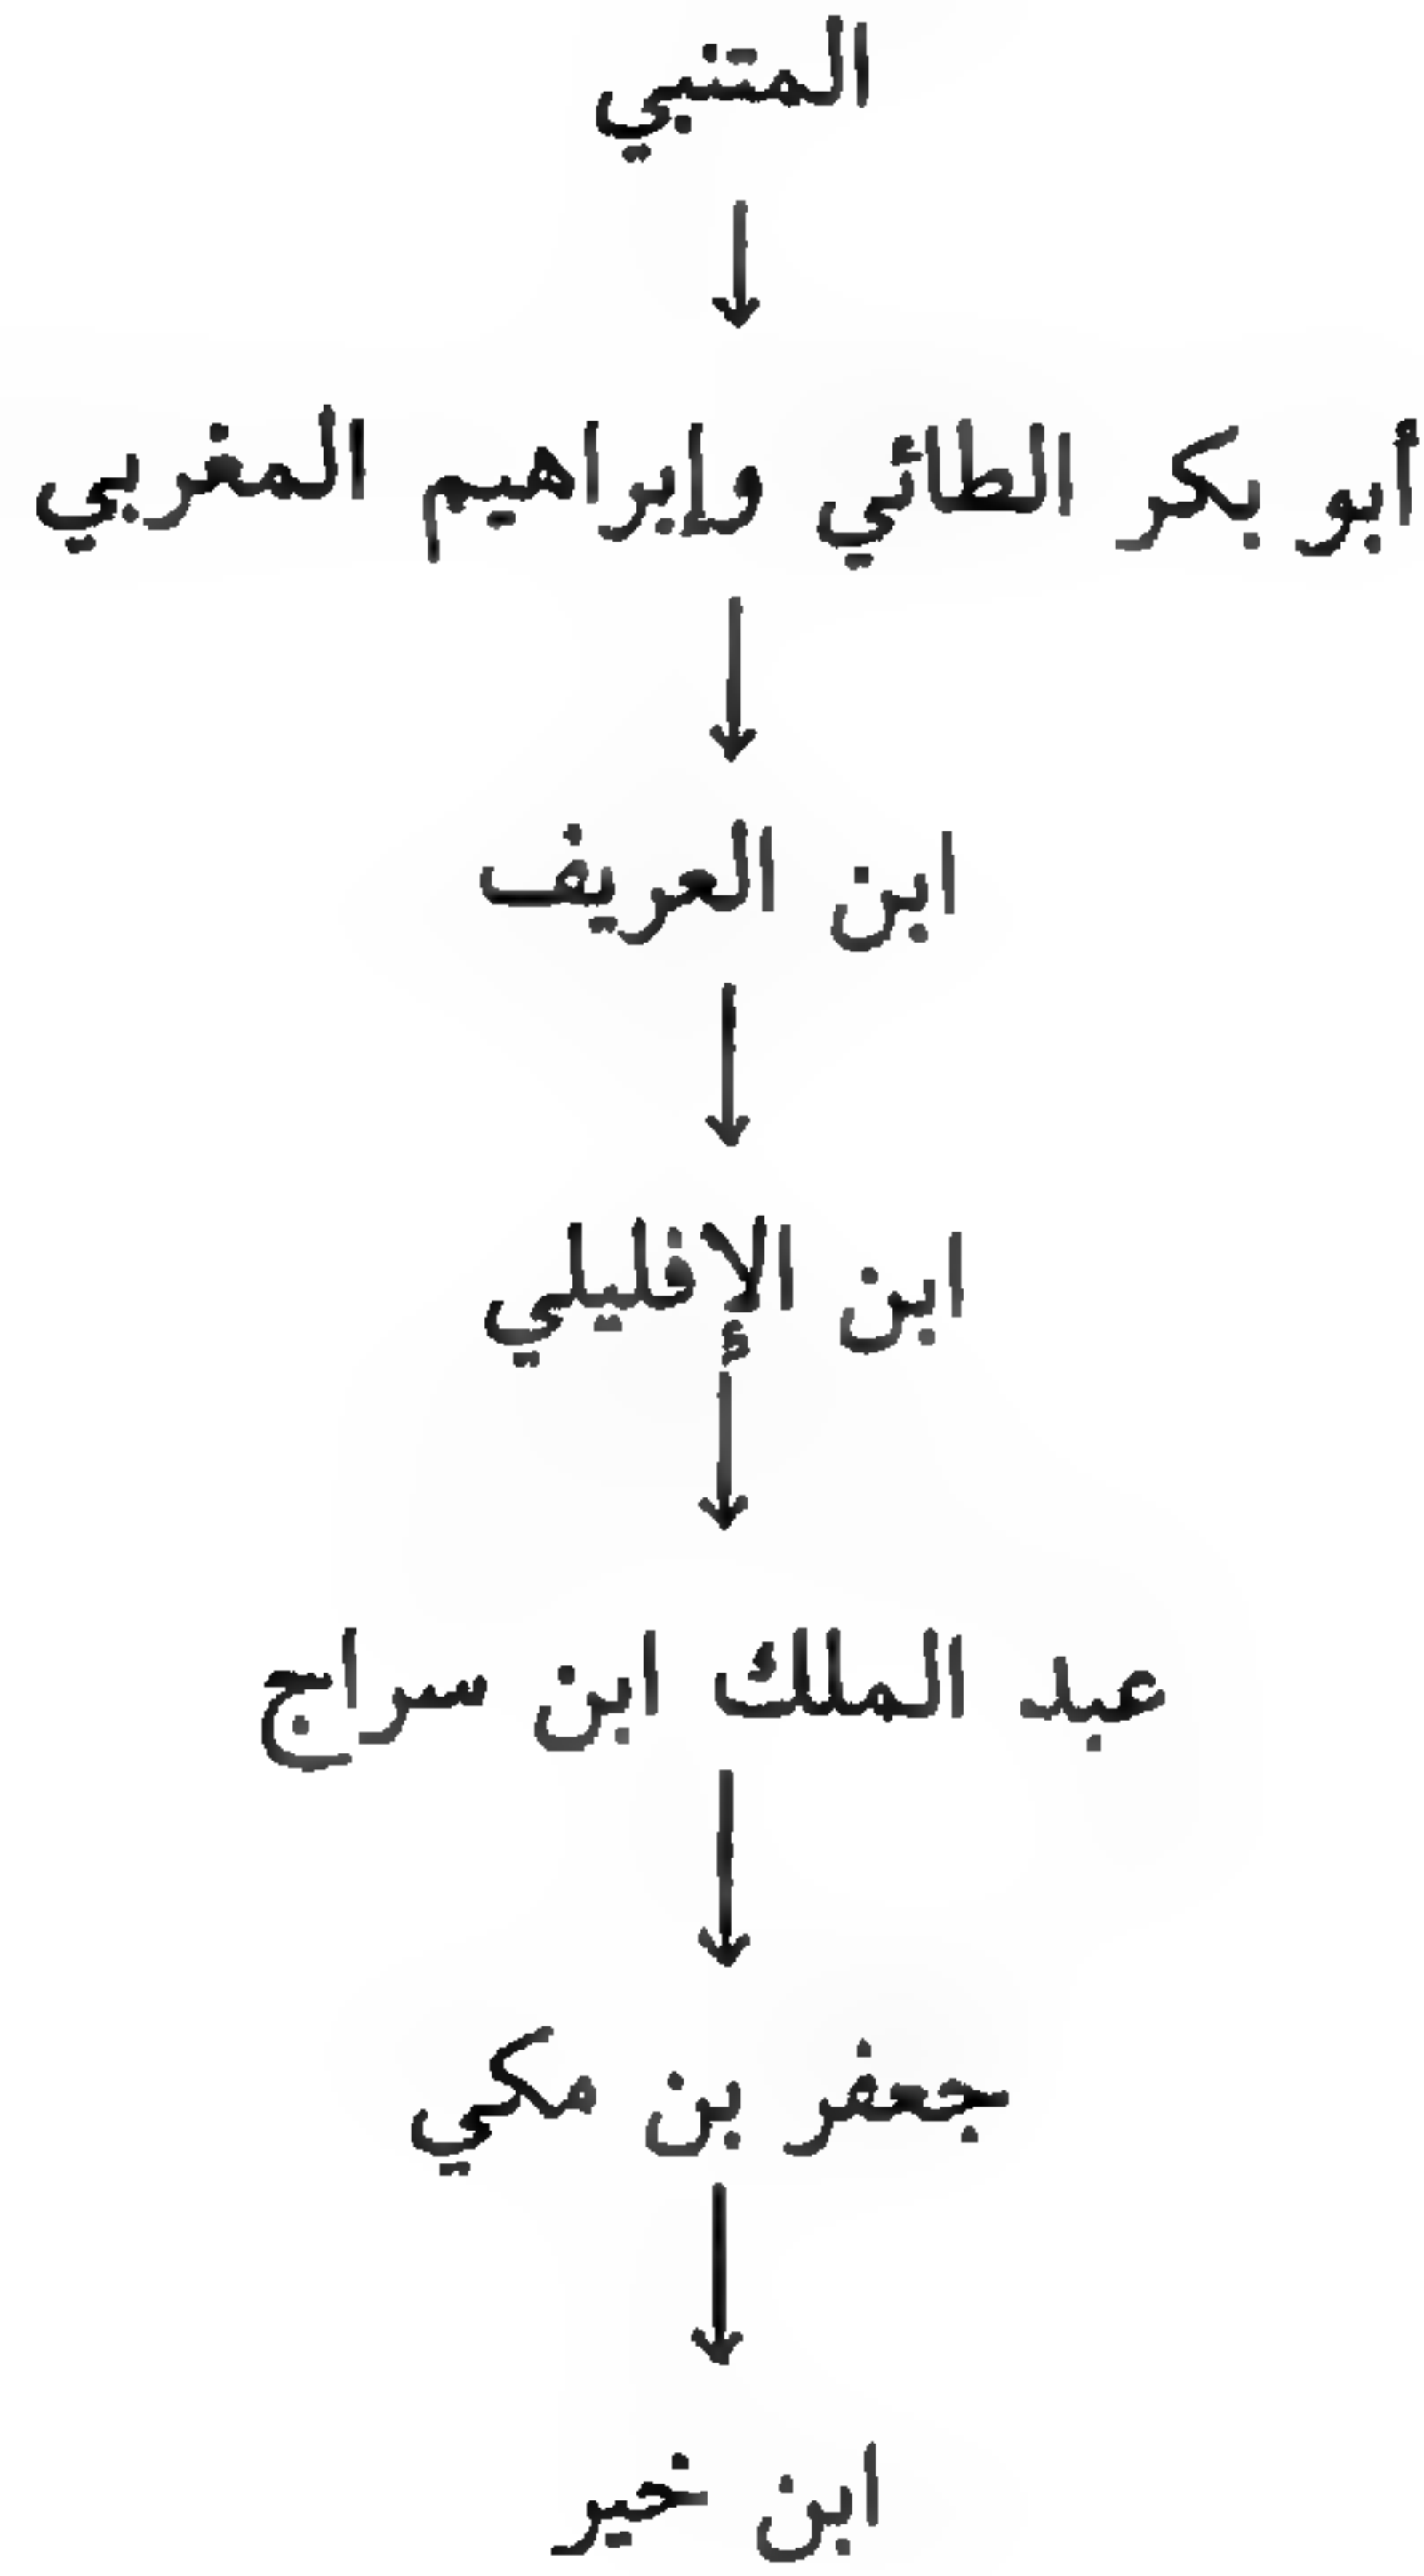 المتنبي
أبو بكر الطائي وإبراهيم المغربي
ابن العريف
ابن الإفليلي
عبد الملك ابن سراج
جعفر بن مكي
ابن خير